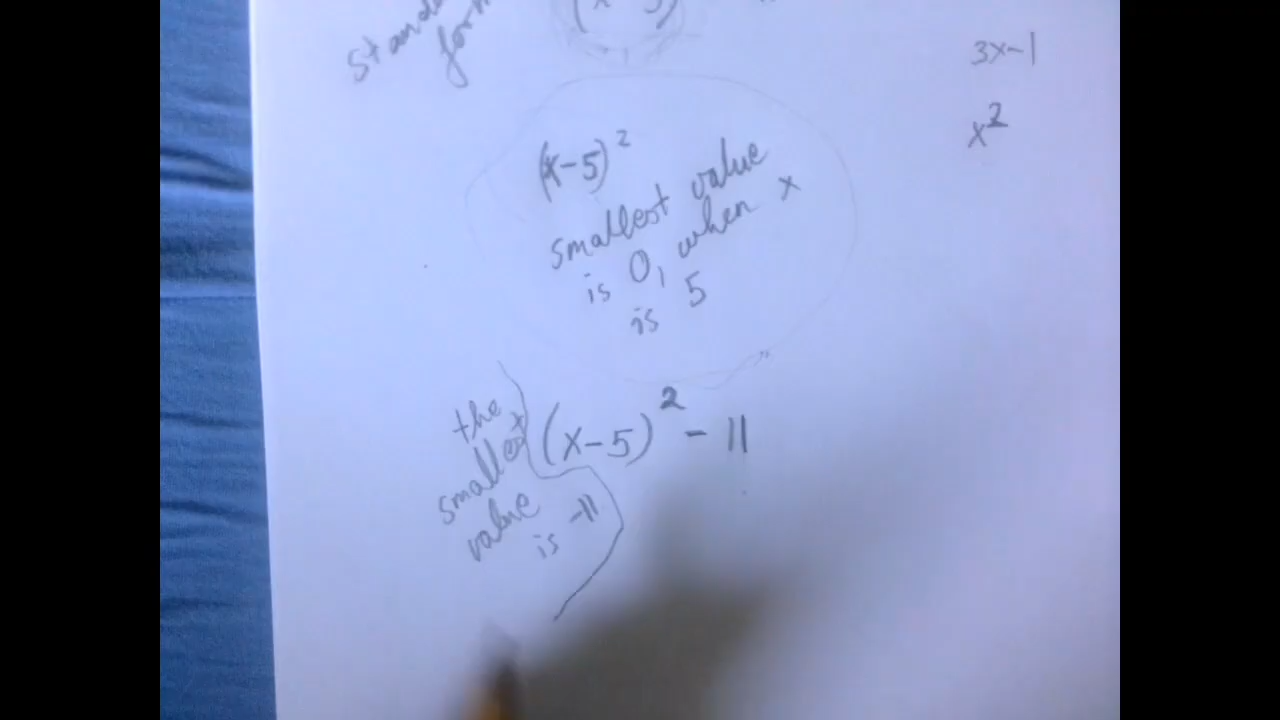 form
3x-1
x²
(x-5)²
smallest value
is 0, when x
is 5
(x-5)² - 11
the
smallest
value
is -11